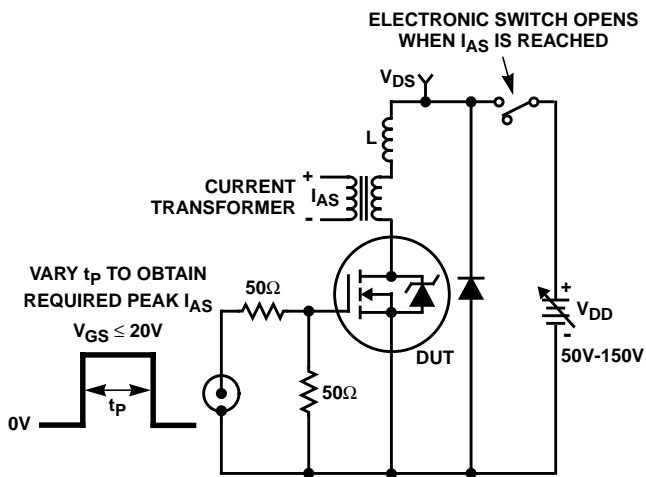 ELECTRONIC SWITCH OPENS
WHEN IAS IS REACHED
VDS
L
+
CURRENT
TRANSFORMER
IAS
-
VARY tP TO OBTAIN
REQUIRED PEAK IAS
VGS ≤ 20V
50Ω
DUT
+
VDD
-
50V-150V
50Ω
tP
0V